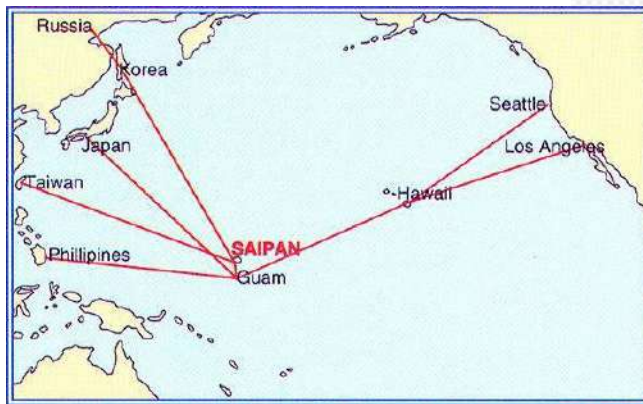 Russia
Korea
Seattle
Japan
Los Angeles
Taiwan
Hawaii
SAIPAN
Phillipines
Guam